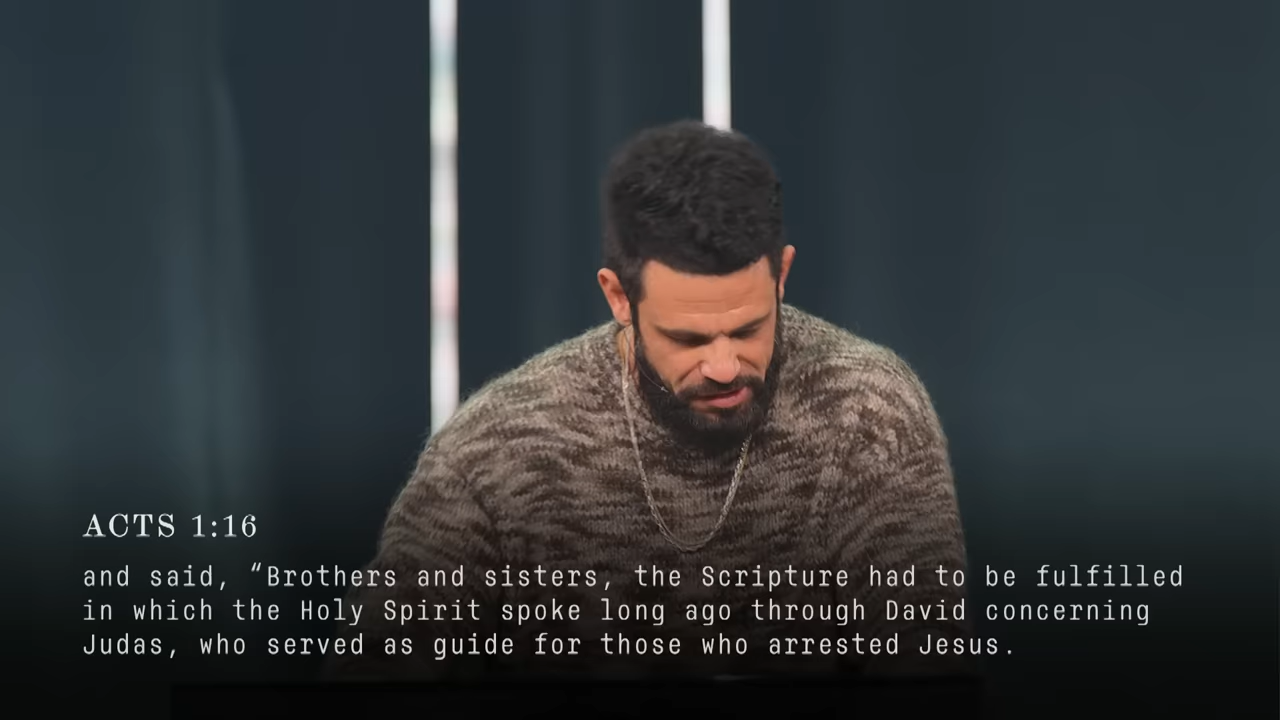 ACTS 1:16
and said, “Brothers and sisters, the Scripture had to be fulfilled
in which the Holy Spirit spoke long ago through David concerning
Judas, who served as guide for those who arrested Jesus.